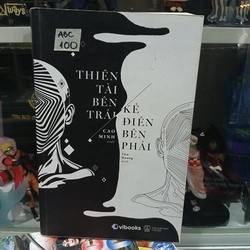 ABC
100
THIÊN
TÀI
BÊN
TRÁI
CAO
MINH
KẺ
ĐIÊN
BÊN
PHẢI
vibooks